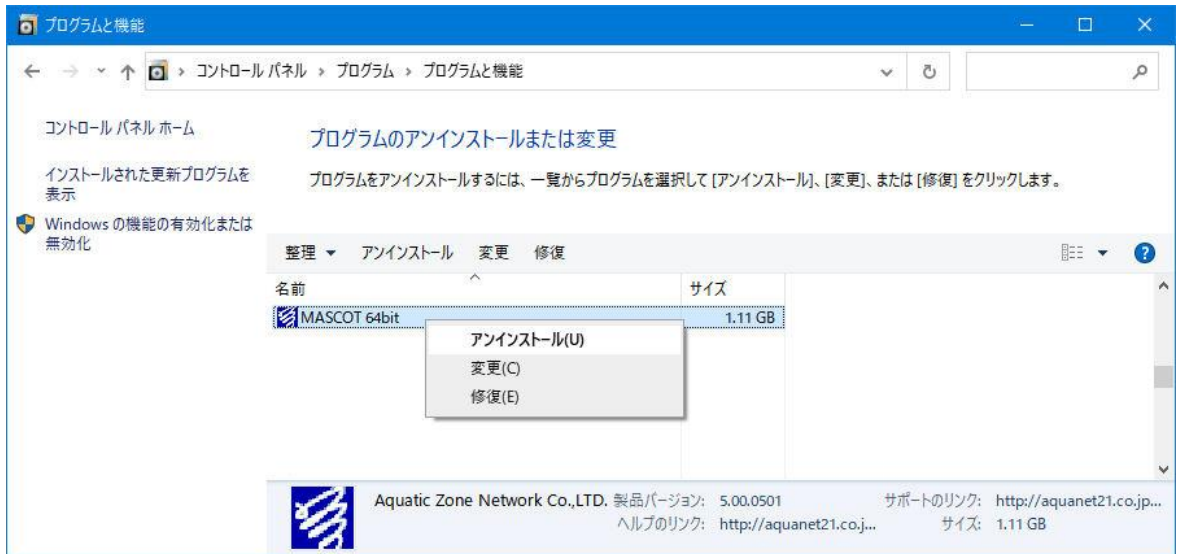 プログラムと機能
コントロール パネル › プログラム › プログラムと機能
コントロール パネル ホーム
インストールされた更新プログラムを
表示
Windows の機能の有効化または
無効化
プログラムのアンインストールまたは変更
プログラムをアンインストールするには、一覧からプログラムを選択して [アンインストール]、[変更]、または [修復] をクリックします。
整理 アンインストール 変更 修復
名前 サイズ
MASCOT 64bit 1.11 GB
アンインストール(U)
変更(C)
修復(E)
Aquatic Zone Network Co.,LTD. 製品バージョン: 5.00.0501 サポートのリンク: http://aquanet21.co.jp...
ヘルプのリンク: http://aquanet21.co.j... サイズ: 1.11 GB